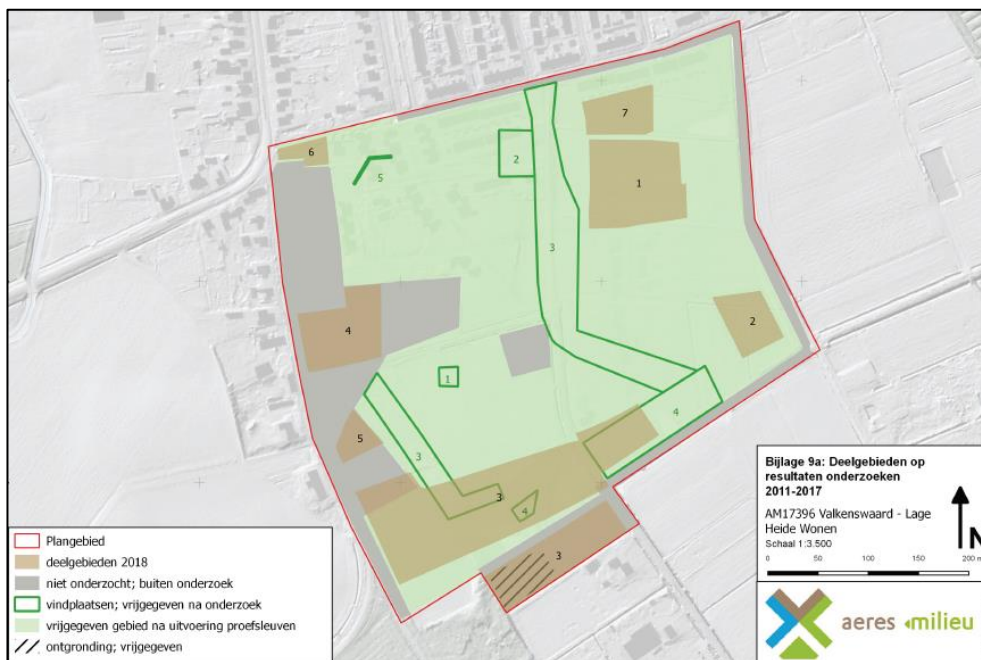 7
6
2
5
1
3
4
2
1
5
4
3
3
4
3
Bijlage 9a: Deelgebieden op
resultaten onderzoeken
2011-2017
AM17396 Valkenswaard - Lage
Heide Wonen
Schaal 1:3.500
0 50 100 150 200 m
N
Plangebied
deelgebieden 2018
niet onderzocht; buiten onderzoek
vindplaatsen; vrijgegeven na onderzoek
vrijgegeven gebied na uitvoering proefsleuven
ontgronding; vrijgegeven
aeres milieu